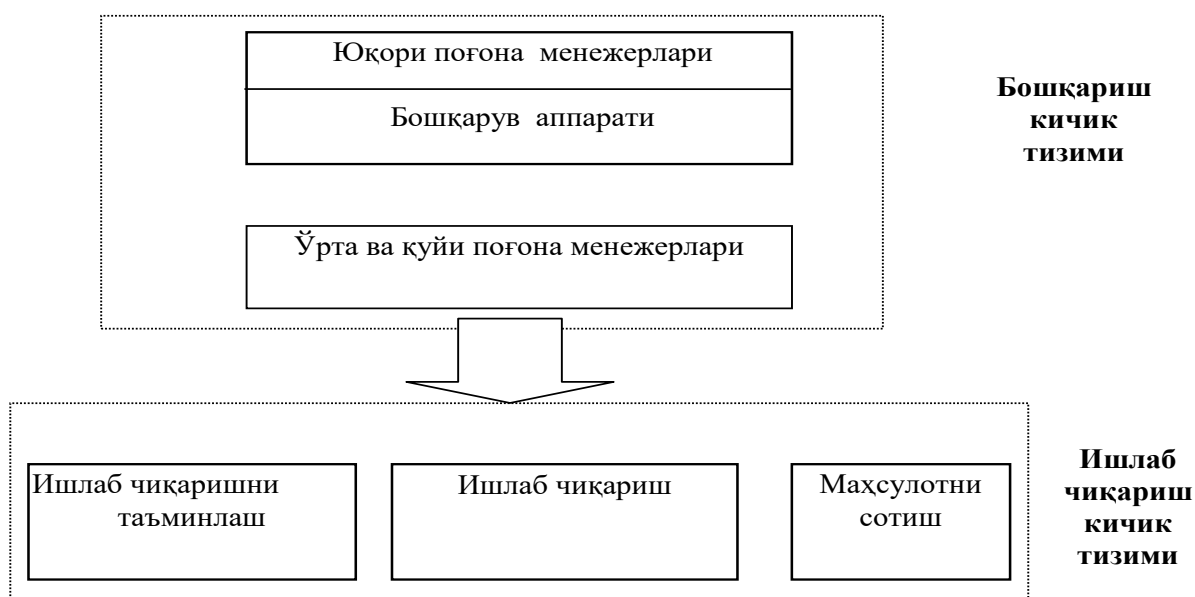 Юқори поғона менежерлари
Бошқарув аппарати
Бошқариш
кичик
тизими
Ўрта ва қуйи поғона менежерлари
Ишлаб чиқаришни
таъминлаш
Ишлаб чиқариш
Маҳсулотни
сотиш
Ишлаб
чиқариш
кичик
тизими